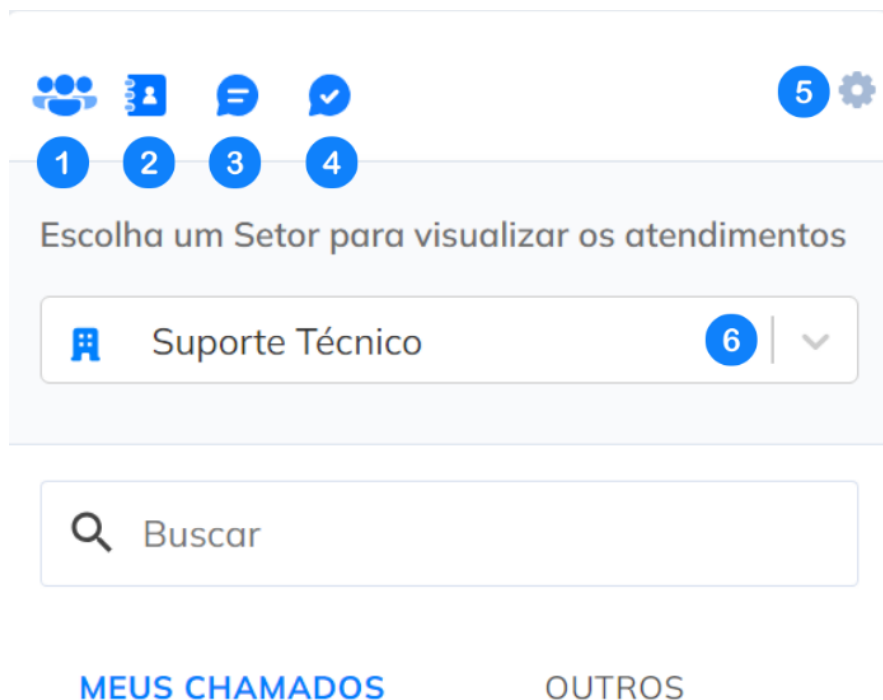 5
1 2 3 4
Escolha um Setor para visualizar os atendimentos
Suporte Técnico 6
Buscar
MEUS CHAMADOS OUTROS